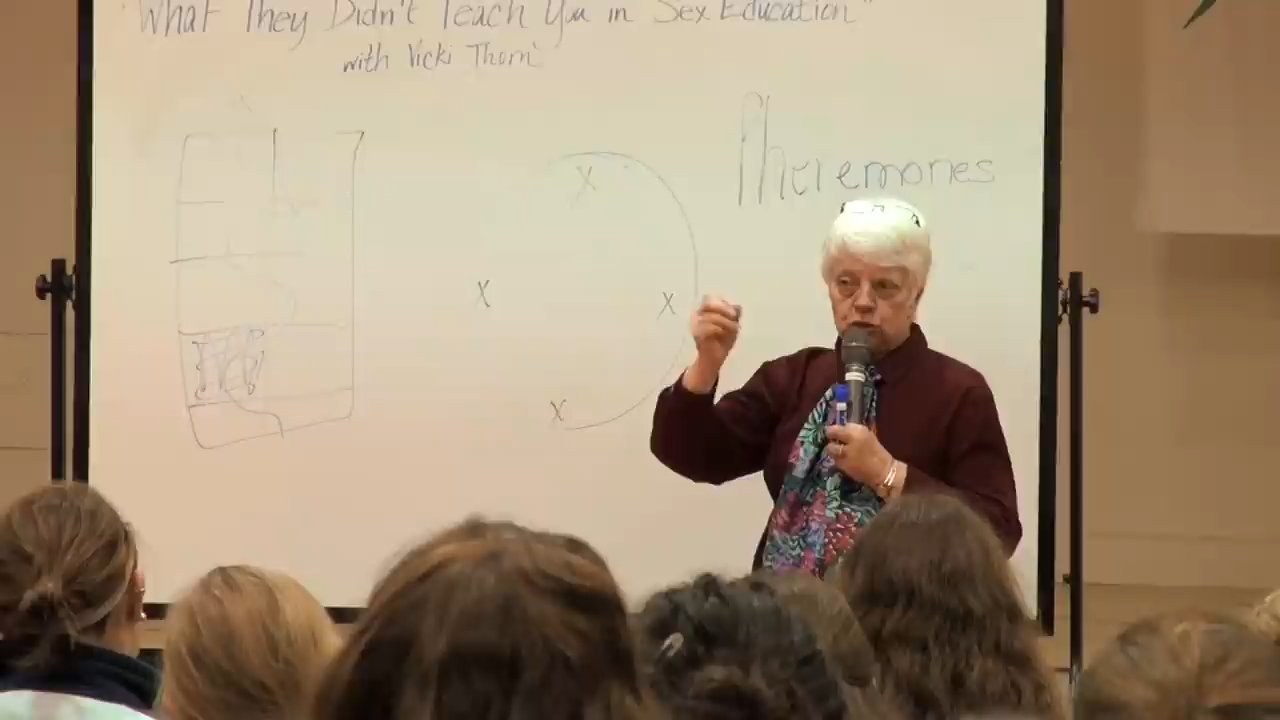 "What They Didn't Teach You in Sex Education"
with Vicki Thorn
Pheremones
X
X
X
X